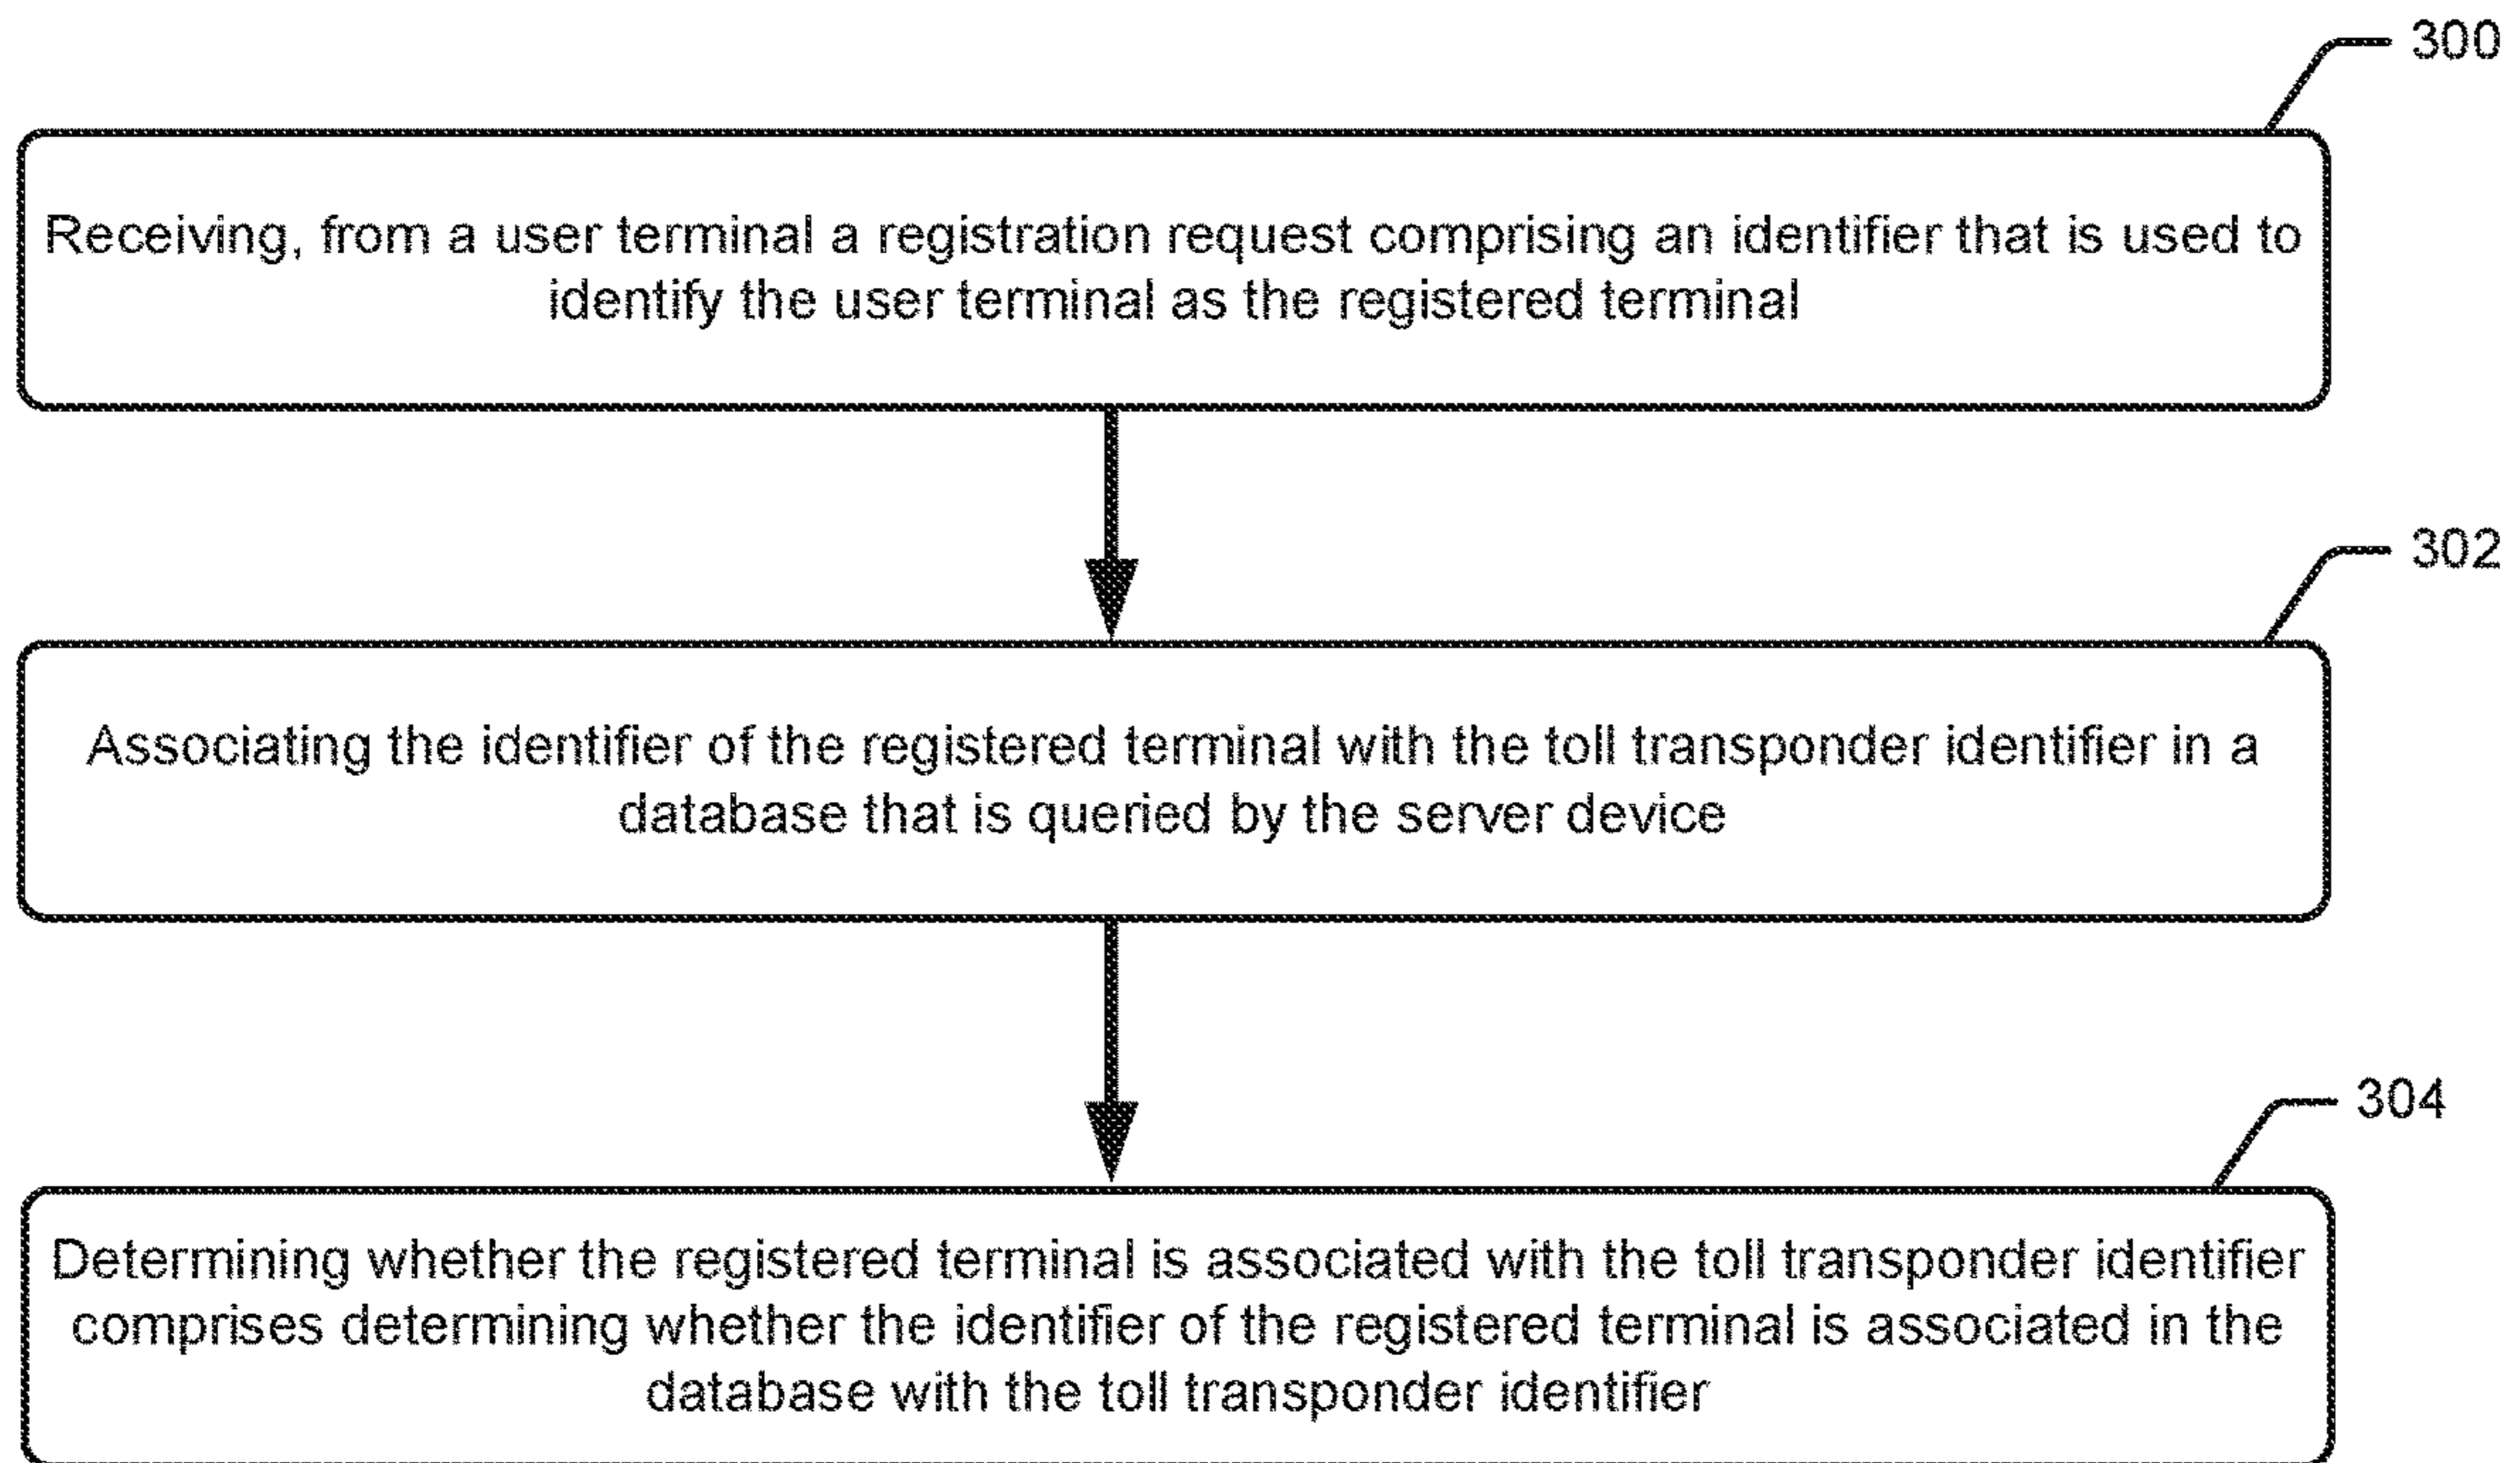 300
Receiving, from a user terminal a registration request comprising an identifier that is used to
identify the user terminal as the registered terminal
302
Associating the identifier of the registered terminal with the toll transponder identifier in a
database that is queried by the server device
304
Determining whether the registered terminal is associated with the toll transponder identifier
comprises determining whether the identifier of the registered terminal is associated in the
database with the toll transponder identifier